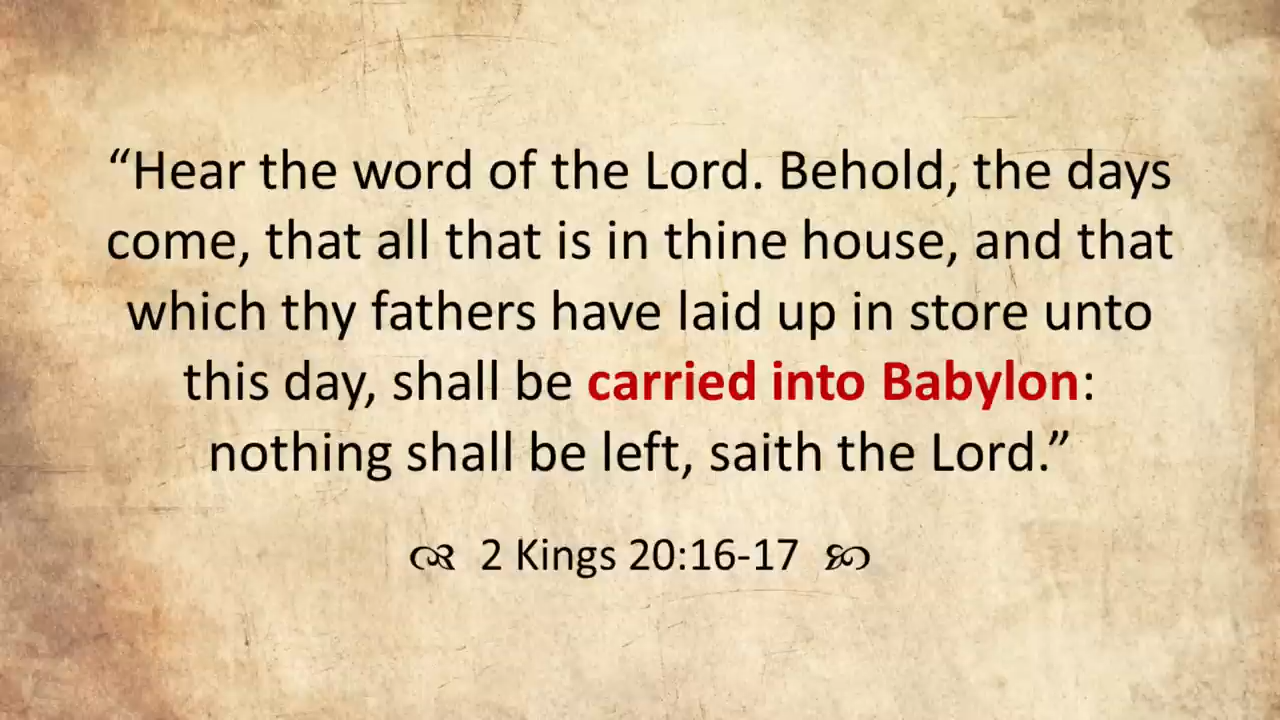 “Hear the word of the Lord. Behold, the days
come, that all that is in thine house, and that
which thy fathers have laid up in store unto
this day, shall be carried into Babylon:
nothing shall be left, saith the Lord.”
2 Kings 20:16-17